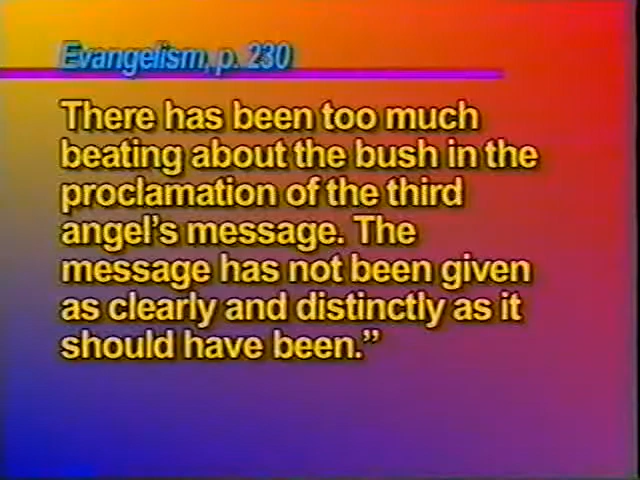 Evangelism, p. 230
There has been too much
beating about the bush in the
proclamation of the third
angel's message. The
message has not been given
as clearly and distinctly as it
should have been.”